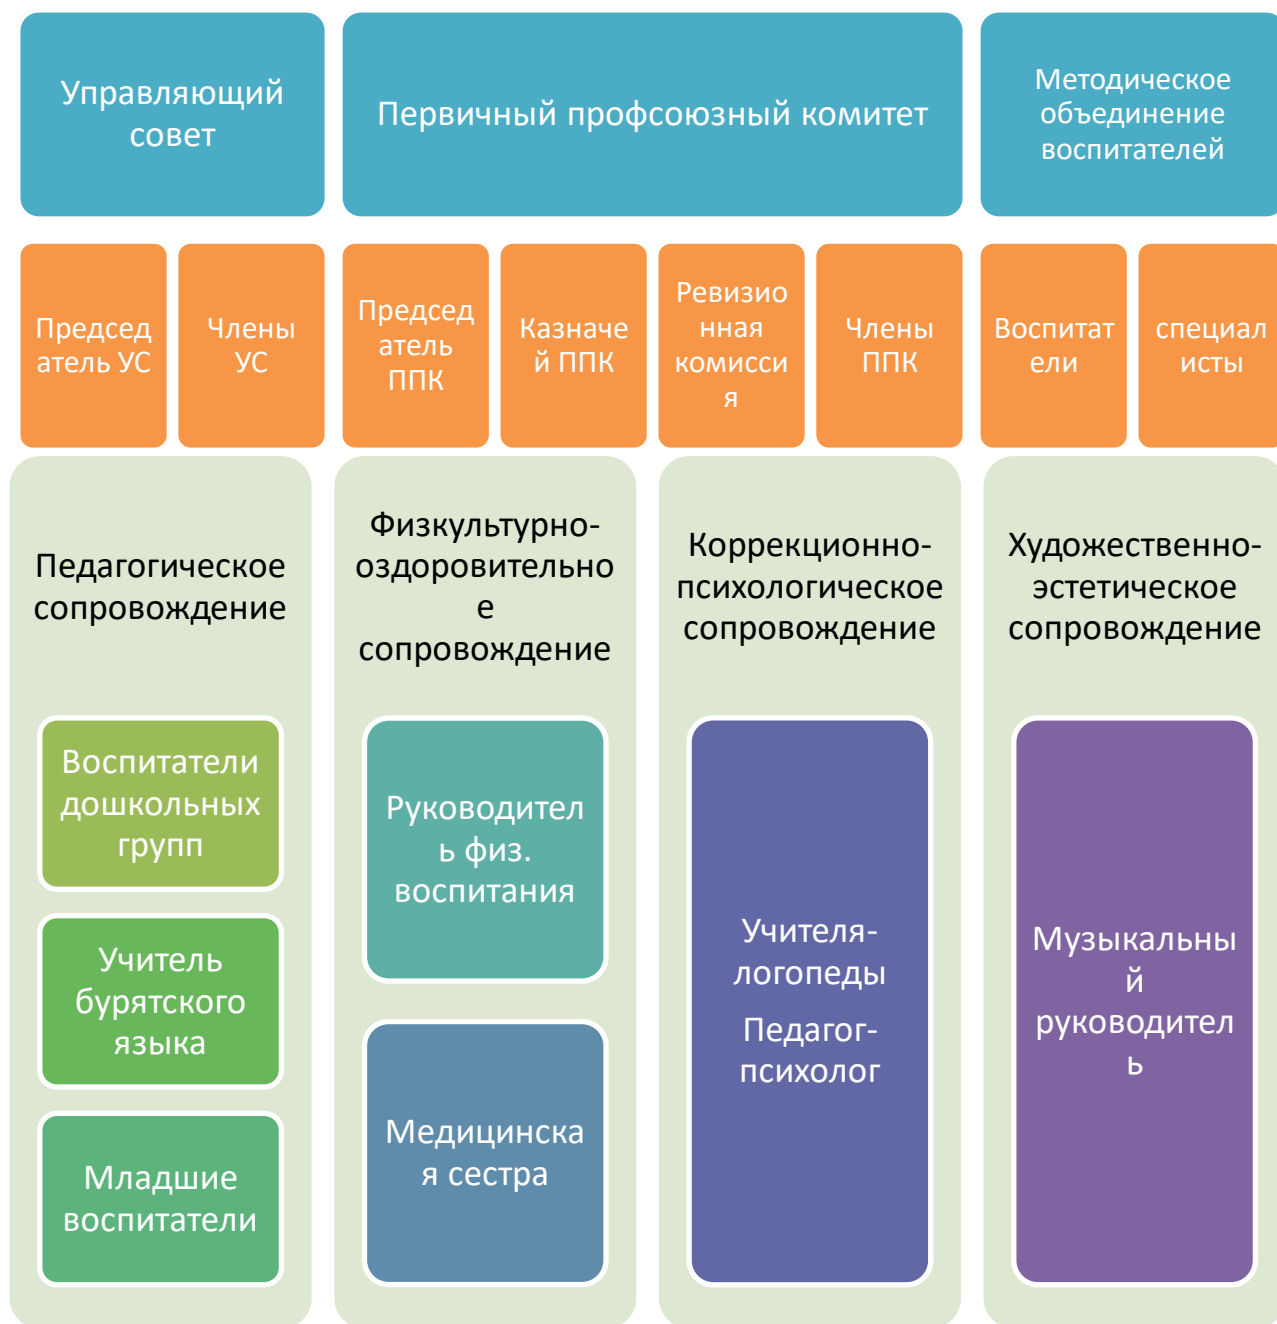 Управляющий
совет
Первичный профсоюзный комитет
Методическое
объединение
воспитателей
Председ
атель УС
Члены
УС
Председ
атель
ППК
Казначе
й ППК
Ревизио
нная
комисси
я
Члены
ППК
Воспитат
ели
специал
исты
Педагогическое
сопровождение
Воспитатели
дошкольных
групп
Учитель
бурятского
языка
Младшие
воспитатели
Физкультурно-
оздоровительно
е
сопровождение
Руководител
ь физ.
воспитания
Медицинска
я сестра
Коррекционно-
психологическое
сопровождение
Учителя-
логопеды
Педагог-
психолог
Художественно-
эстетическое
сопровождение
Музыкальны
й
руководител
ь